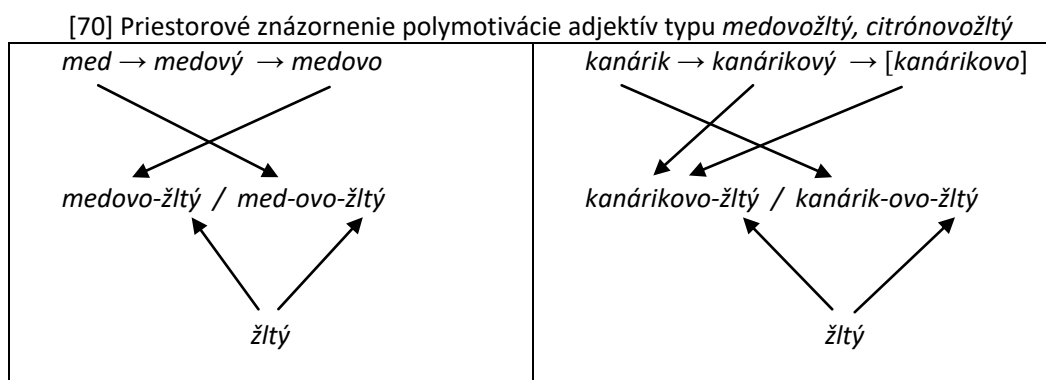 [70] Priestorové znázornenie polymotivácie adjektív typu medovožltý, citrónovožltý
med → medový → medovo
medovo-žltý / med-ovo-žltý
žltý
kanárik → kanárikový → [kanárikovo]
kanárikovo-žltý / kanárik-ovo-žltý
žltý